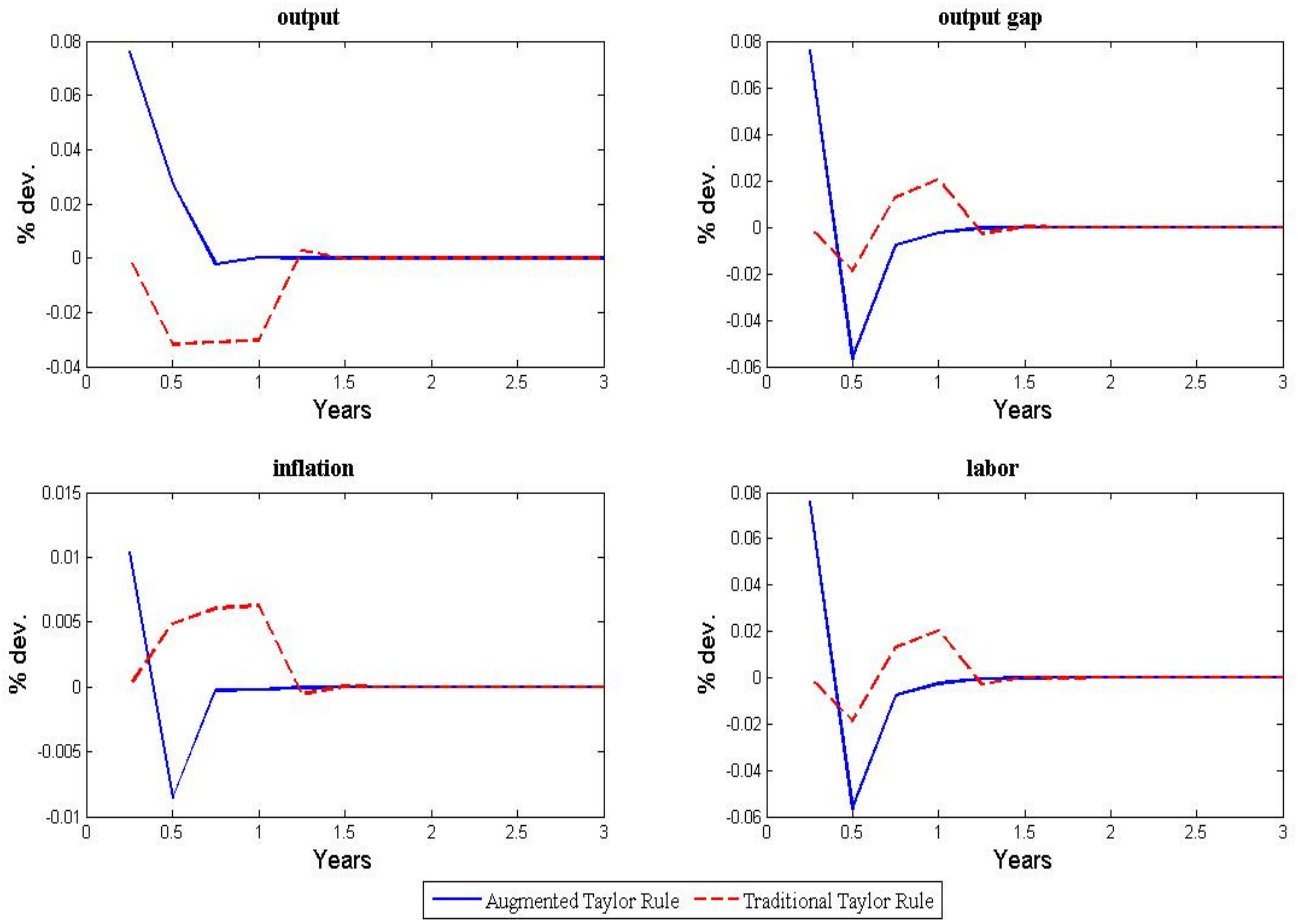 output
0.08
0.06
0.04
0.02
0
-0.02
-0.04
% dev.
0 0.5 1 1.5 2 2.5 3
Years
output gap
0.08
0.06
0.04
0.02
0
-0.02
-0.04
-0.06
% dev.
0 0.5 1 1.5 2 2.5 3
Years
inflation
0.015
0.01
0.005
0
-0.005
-0.01
% dev.
0 0.5 1 1.5 2 2.5 3
Years
labor
0.08
0.06
0.04
0.02
0
-0.02
-0.04
-0.06
% dev.
0 0.5 1 1.5 2 2.5 3
Years
Augmented Taylor Rule Traditional Taylor Rule